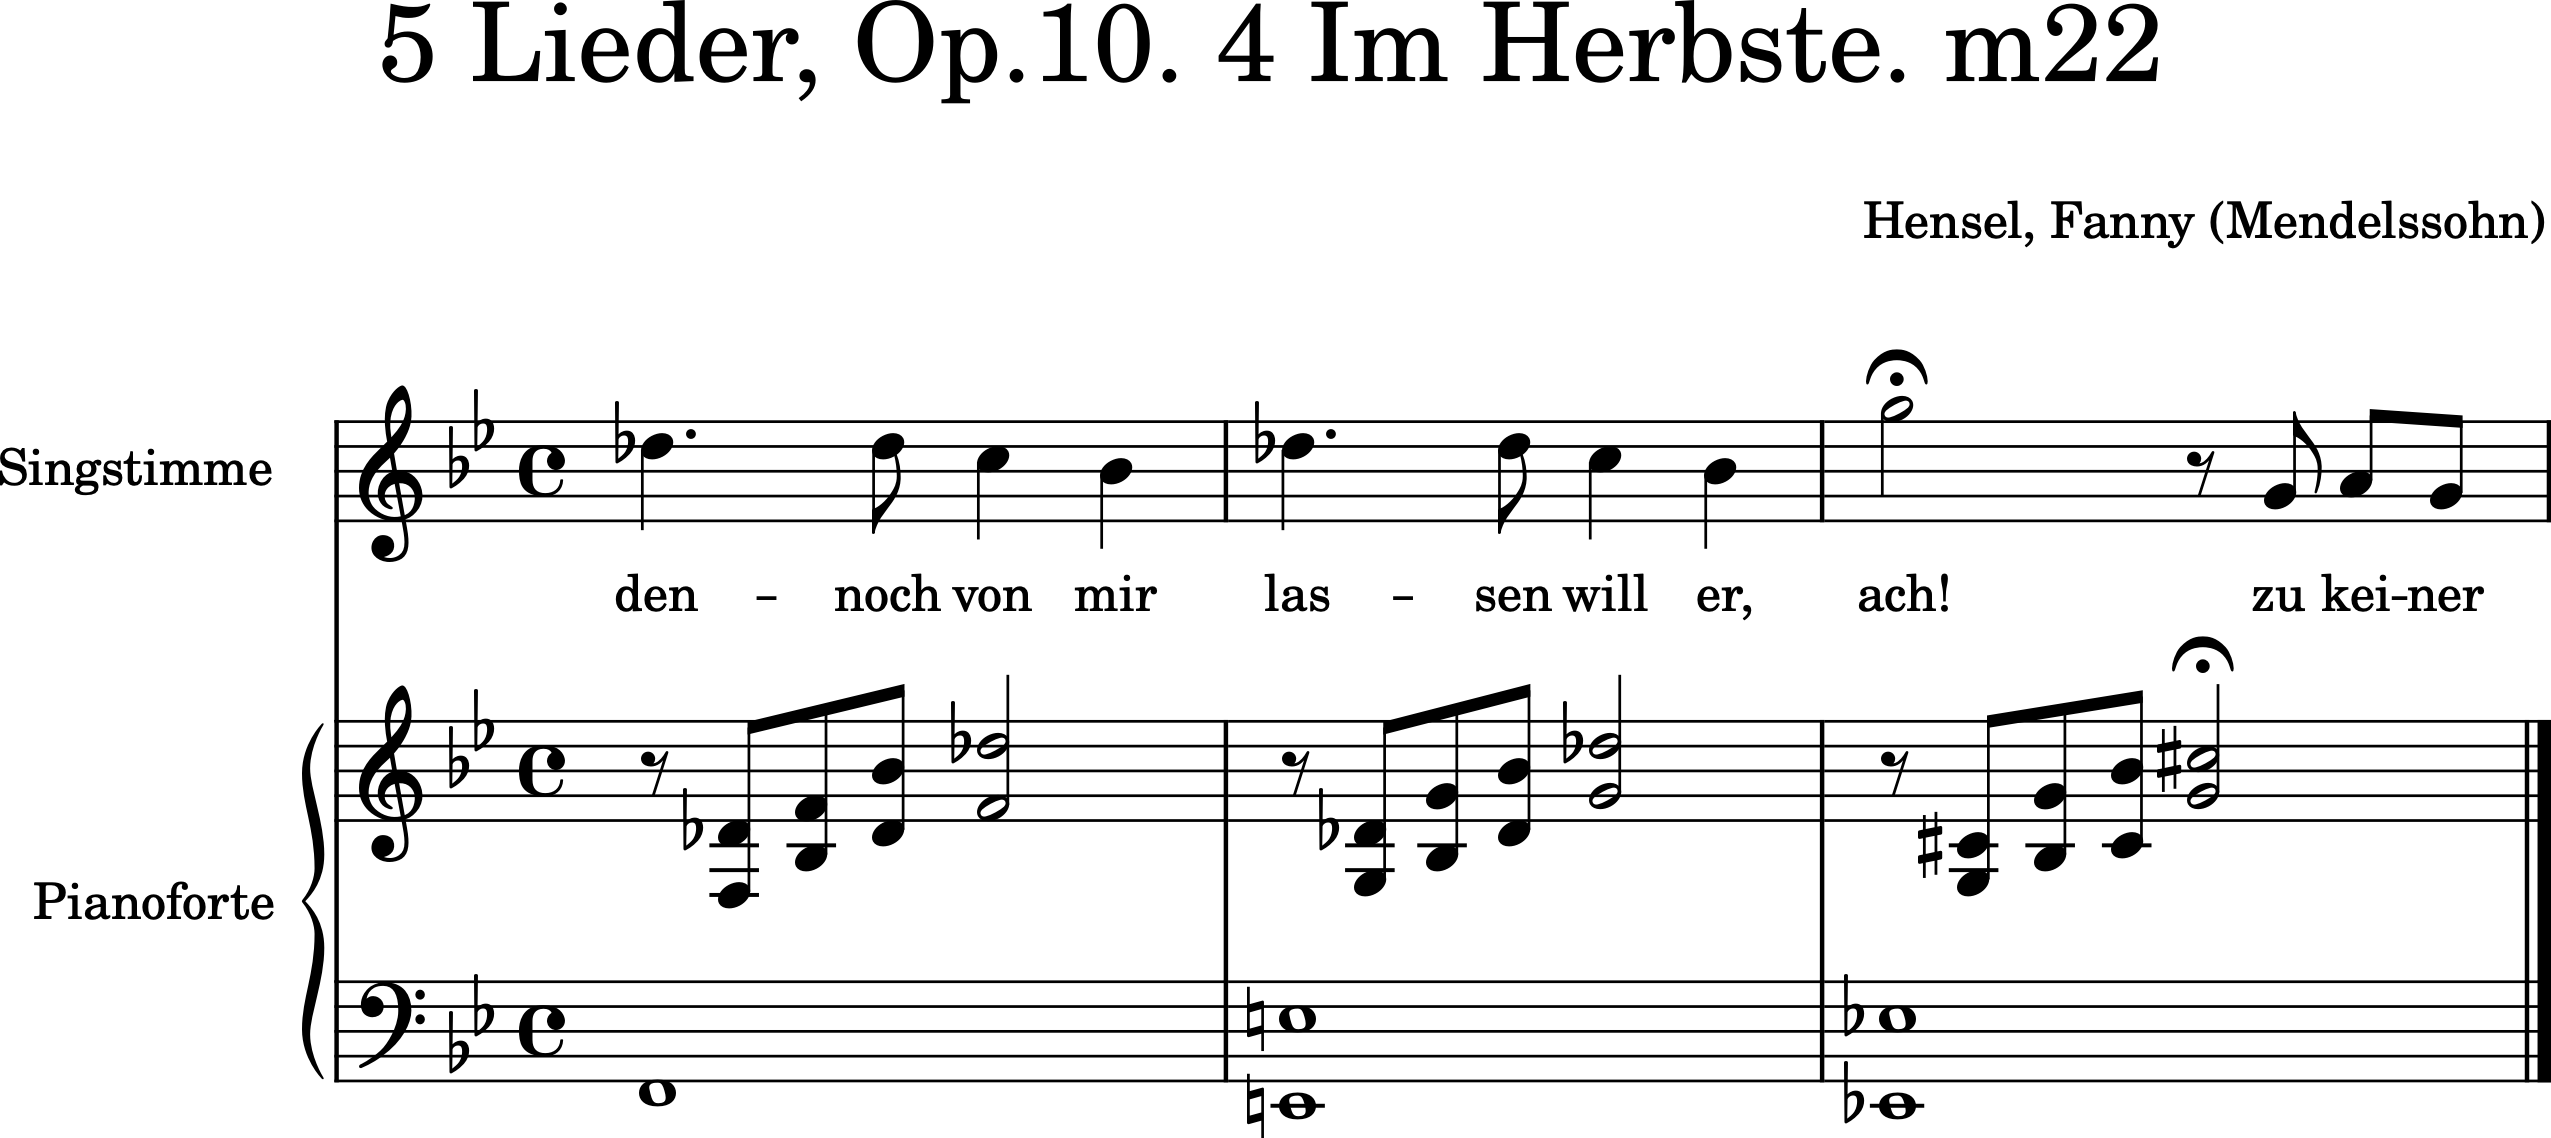 5 Lieder, Op.10. 4 Im Herbste. m22
Hensel, Fanny (Mendelssohn)
Singstimme
den - noch von mir las - sen will er, ach! zu kei-ner
Pianoforte